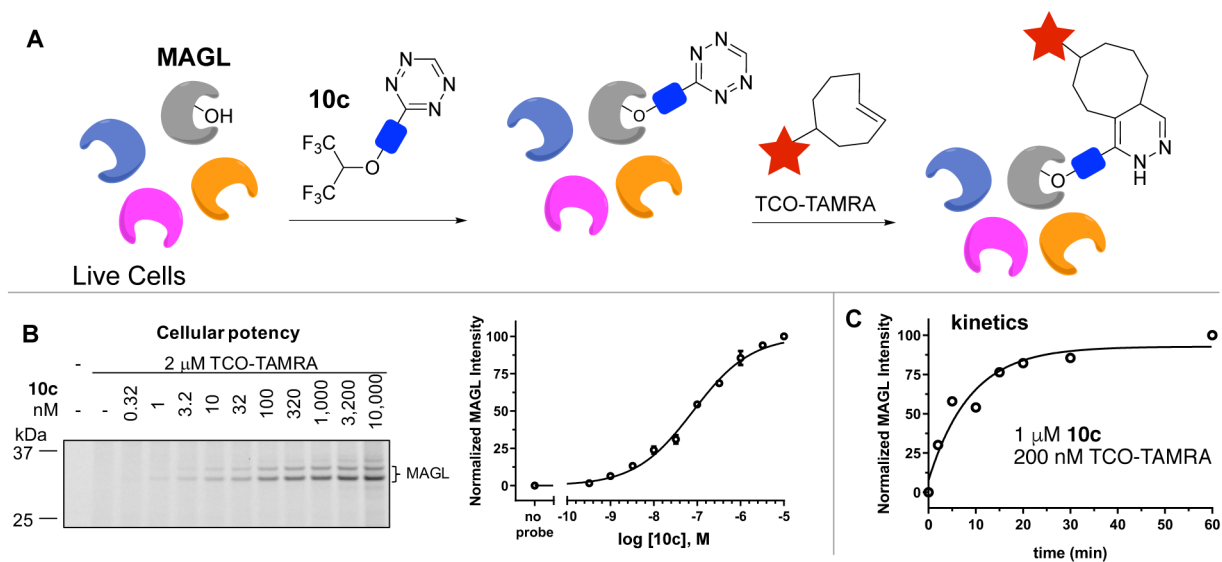 A
MAGL
OH
10c
F3C
F3C
O
N
N
N
N
O
N
N
N
N
TCO-TAMRA
O
N
N
H
Live Cells
B
Cellular potency
- 2 μM TCO-TAMRA
10c
nM - - 0.32 1 3.2 10 32 100 320 1,000 3,200 10,000
kDa
37
25
MAGL
Normalized MAGL Intensity
100
75
50
25
0
no probe
-10 -9 -8 -7 -6 -5
log [10c], M
C
kinetics
Normalized MAGL Intensity
100
75
50
25
0
1 μM 10c
200 nM TCO-TAMRA
0 10 20 30 40 50 60
time (min)